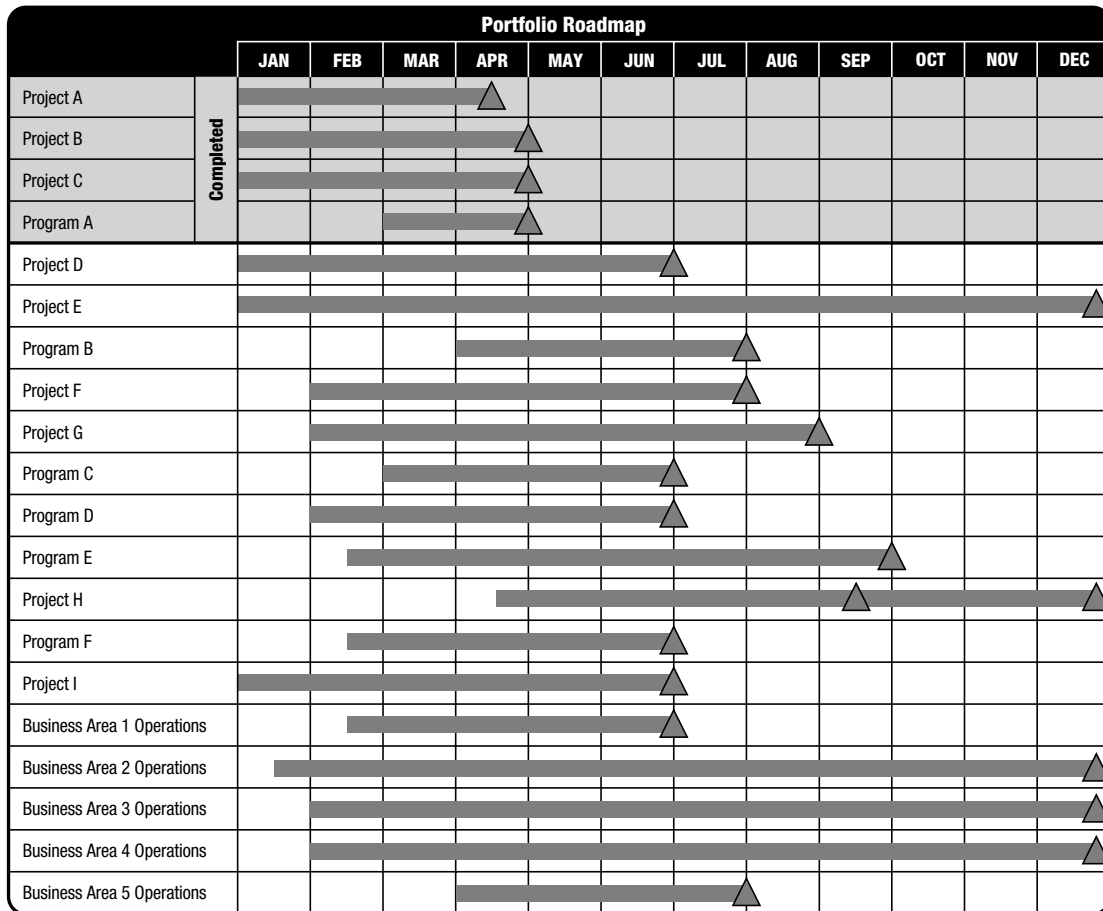 Portfolio Roadmap
JAN FEB MAR APR MAY JUN JUL AUG SEP OCT NOV DEC
Completed
Project A
Project B
Project C
Program A
Project D
Project E
Program B
Project F
Project G
Program C
Program D
Program E
Project H
Program F
Project I
Business Area 1 Operations
Business Area 2 Operations
Business Area 3 Operations
Business Area 4 Operations
Business Area 5 Operations